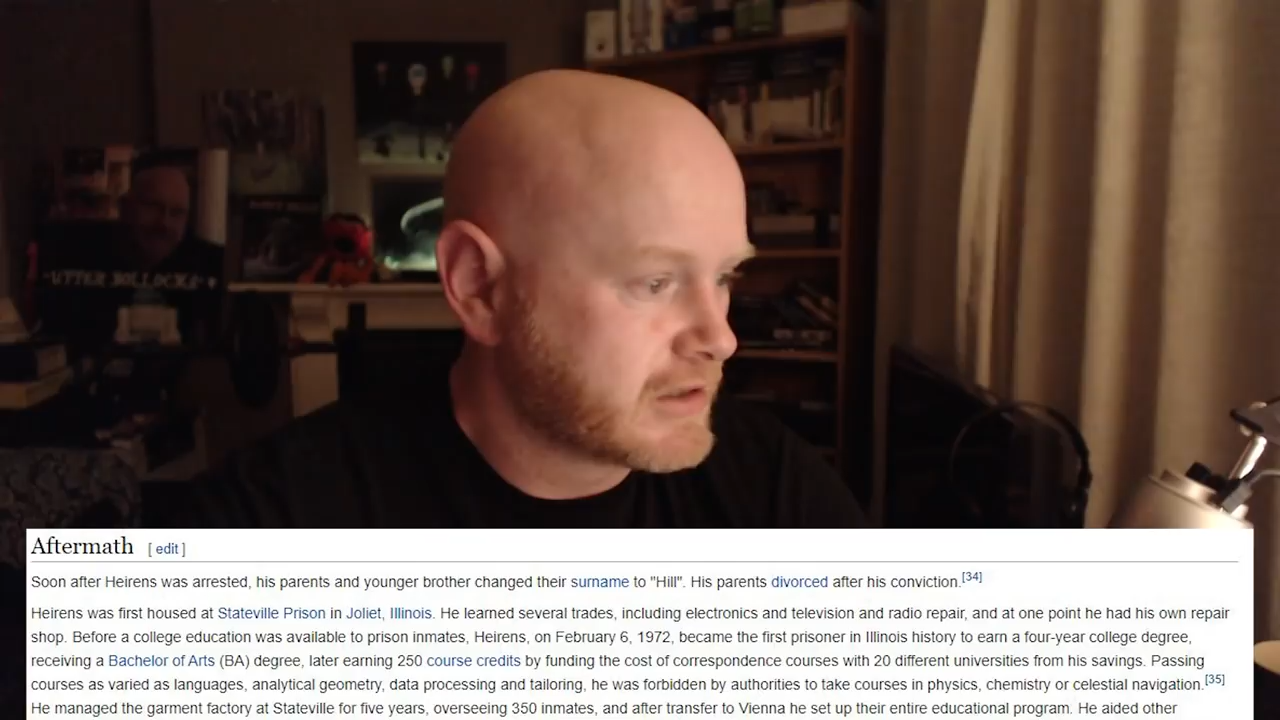 -UTTER BOLLOCKS-
Aftermath [ edit ]
Soon after Heirens was arrested, his parents and younger brother changed their surname to "Hill". His parents divorced after his conviction.[34]
Heirens was first housed at Stateville Prison in Joliet, Illinois. He learned several trades, including electronics and television and radio repair, and at one point he had his own repair
shop. Before a college education was available to prison inmates, Heirens, on February 6, 1972, became the first prisoner in Illinois history to earn a four-year college degree,
receiving a Bachelor of Arts (BA) degree, later earning 250 course credits by funding the cost of correspondence courses with 20 different universities from his savings. Passing
courses as varied as languages, analytical geometry, data processing and tailoring, he was forbidden by authorities to take courses in physics, chemistry or celestial navigation.[35]
He managed the garment factory at Stateville for five years, overseeing 350 inmates, and after transfer to Vienna he set up their entire educational program. He aided other